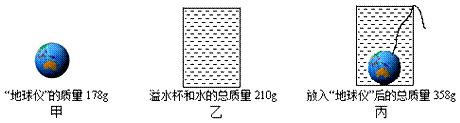 “地球仪”的质量 178g
甲
溢水杯和水的总质量 210g
乙
放入“地球仪”后的总质量 358g
丙